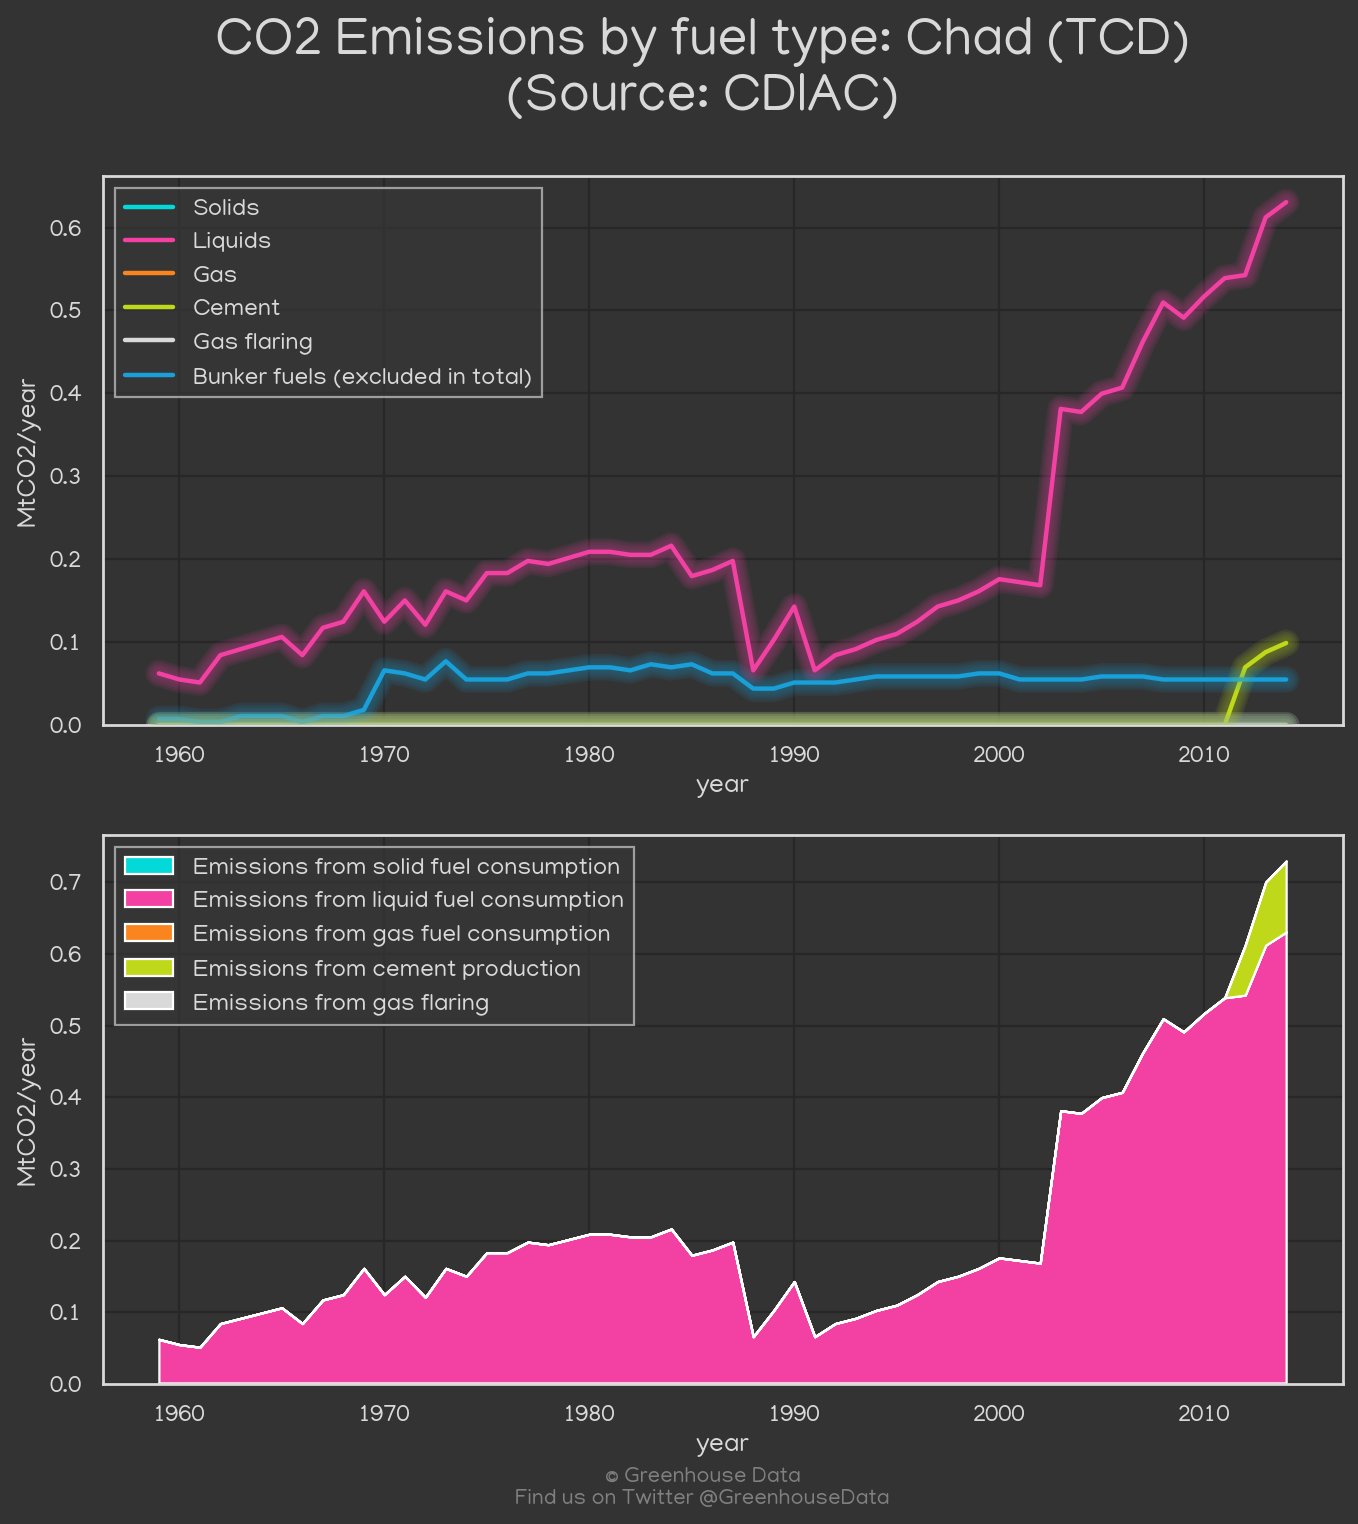 CO2 Emissions by fuel type: Chad (TCD)
(Source: CDIAC)
Solids
Liquids
Gas
Cement
Gas flaring
Bunker fuels (excluded in total)
MtCO2/year
0.6
0.5
0.4
0.3
0.2
0.1
0.0
1960 1970 1980 1990 2000 2010
year
Emissions from solid fuel consumption
Emissions from liquid fuel consumption
Emissions from gas fuel consumption
Emissions from cement production
Emissions from gas flaring
MtCO2/year
0.7
0.6
0.5
0.4
0.3
0.2
0.1
0.0
1960 1970 1980 1990 2000 2010
year
© Greenhouse Data
Find us on Twitter @GreenhouseData